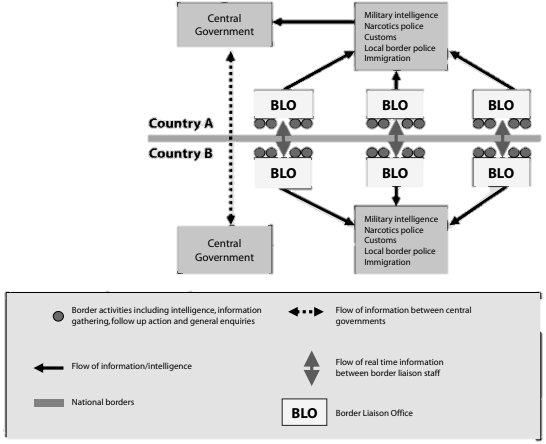 Central
Government
Military intelligence
Narcotics police
Customs
Local border police
Immigration
BLO
BLO
BLO
Country A
Country B
BLO
BLO
BLO
Central
Government
Military intelligence
Narcotics police
Customs
Local border police
Immigration
Border activities including intelligence, information
gathering, follow up action and general enquiries
Flow of information between central
governments
Flow of information/intelligence
Flow of real time information
between border liaison staff
National borders
BLO
Border Liaison Office